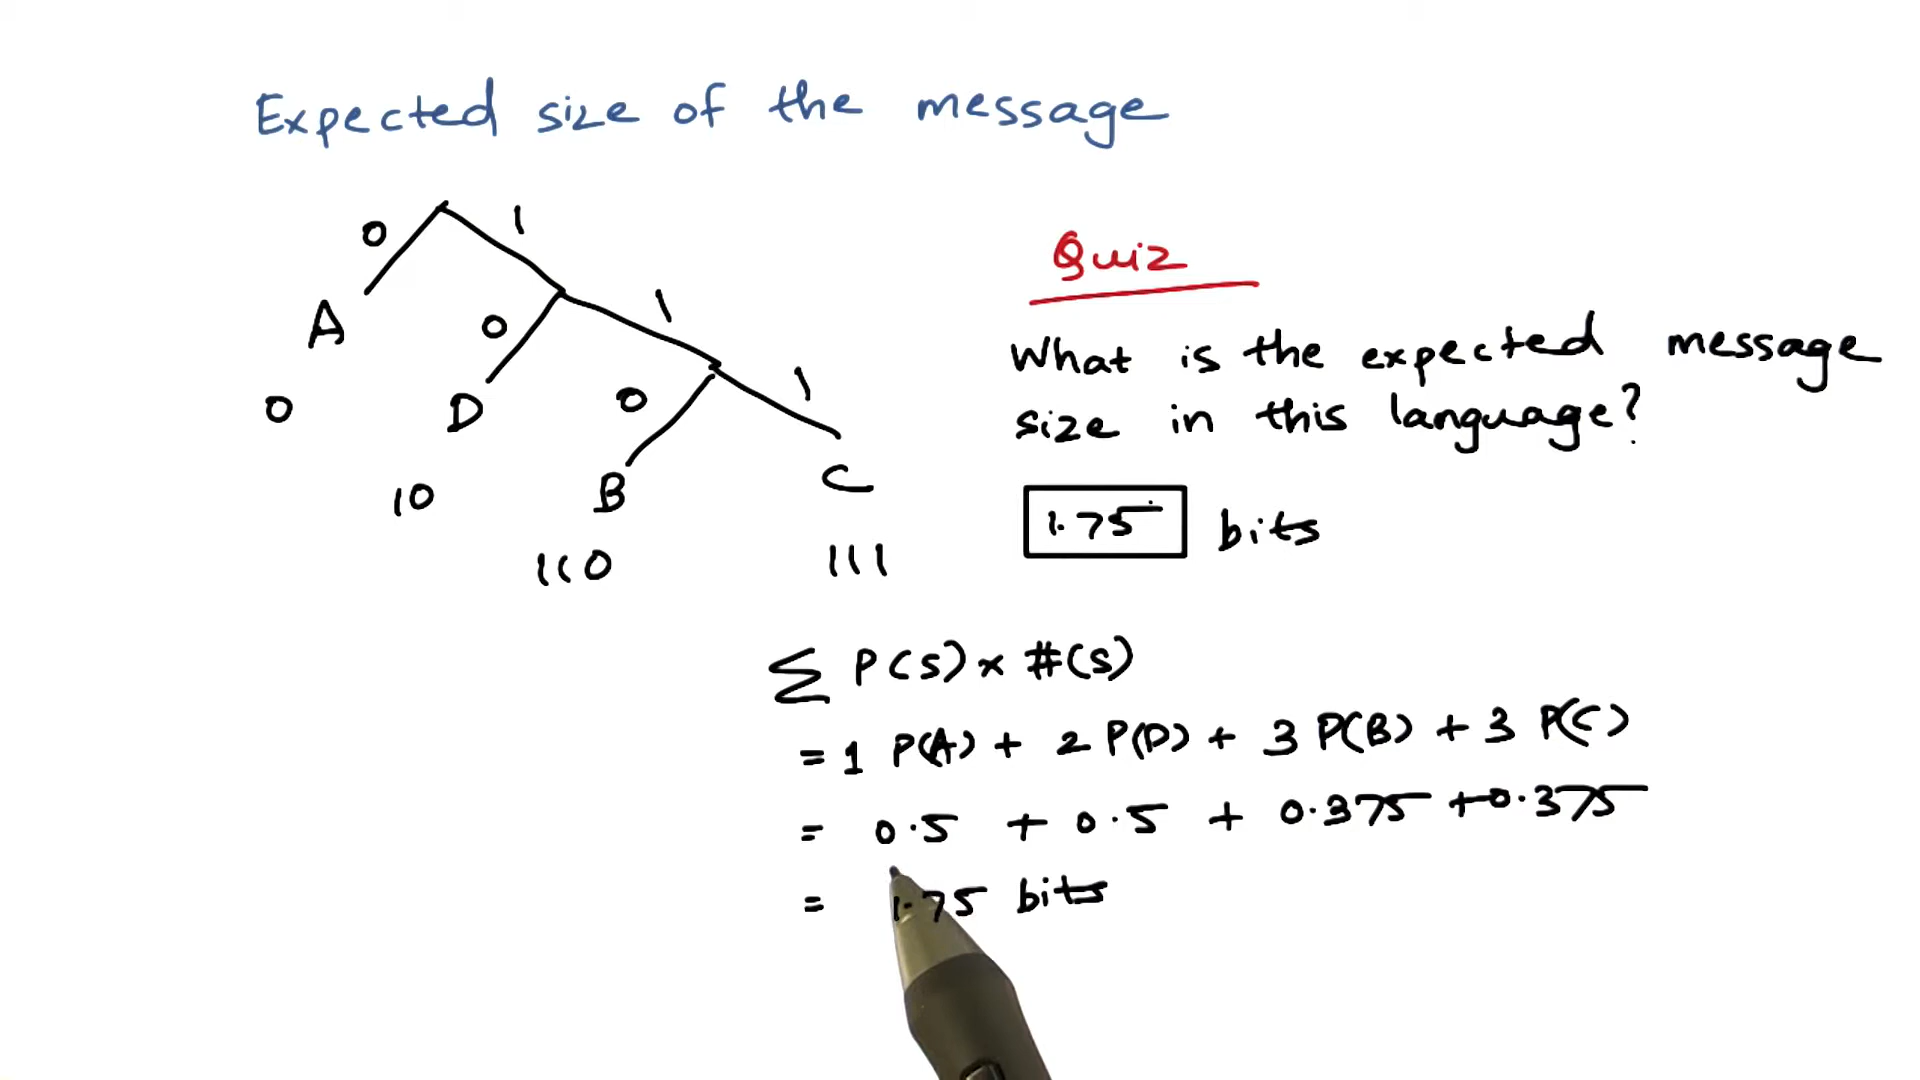 Expected size of the message
0 1
A 0 1
0 D 0 1
10 B C
110 111
Quiz
What is the expected message
size in this language?
1.75 bits
Σ P(s) x #(s)
= 1 P(A) + 2 P(D) + 3 P(B) + 3 P(C)
= 0.5 + 0.5 + 0.375 + 0.375
= 1.75 bits